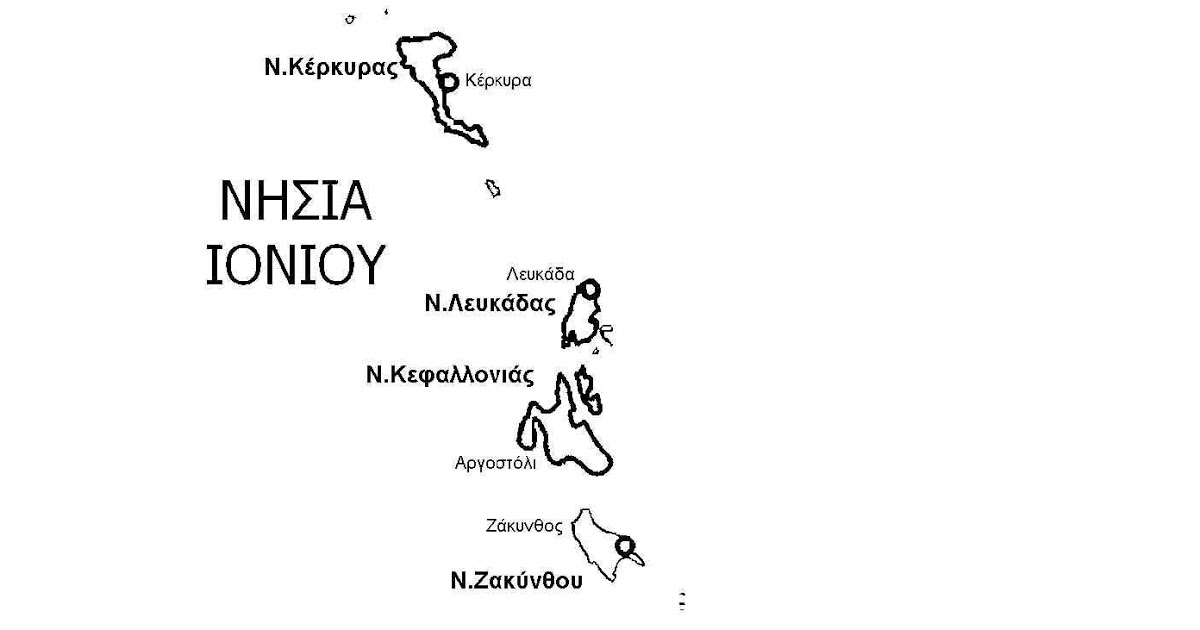 Ν.Κέρκυρας
Κέρκυρα
ΝΗΣΙΑ
ΙΟΝΙΟΥ
Λευκάδα
Ν.Λευκάδας
Ν.Κεφαλλονιάς
Αργοστόλι
Ζάκυνθος
Ν.Ζακύνθου